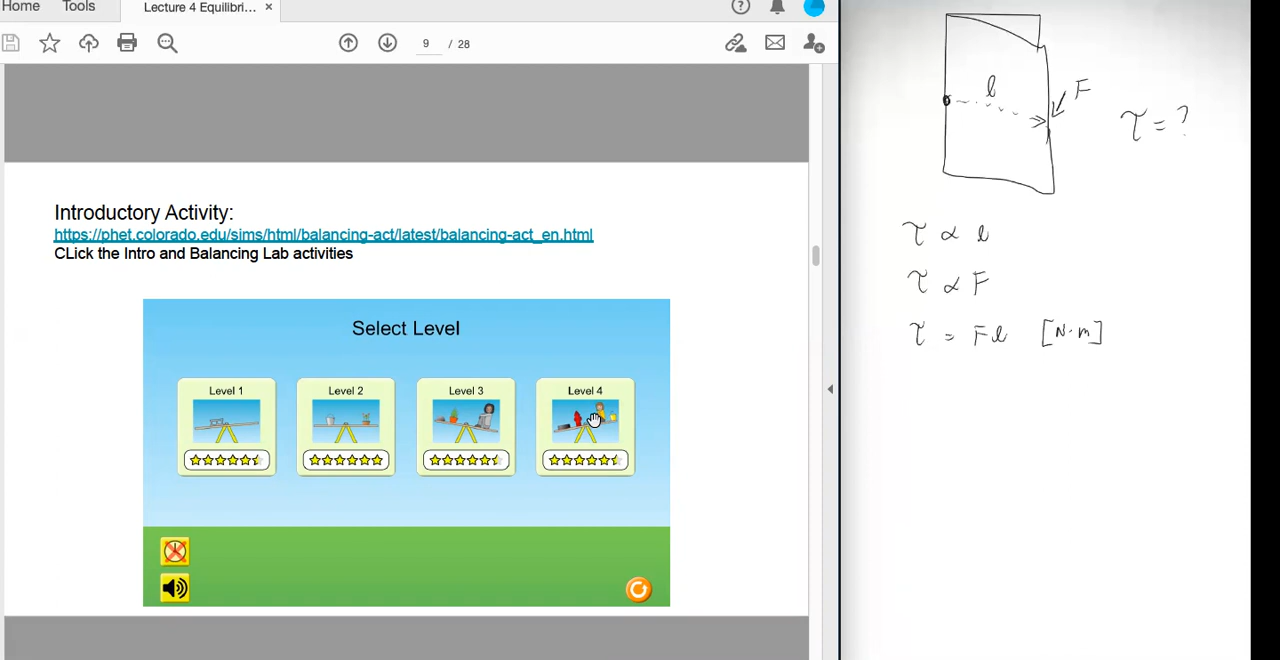 Home Tools Lecture 4 Equilibri... ×
9 / 28
Introductory Activity:
https://phet.colorado.edu/sims/html/balancing-act/latest/balancing-act_en.html
CLick the Intro and Balancing Lab activities
Select Level
Level 1 Level 2 Level 3 Level 4
l
F
τ = ?
τ ∝ l
τ ∝ F
τ = Fl [N·m]